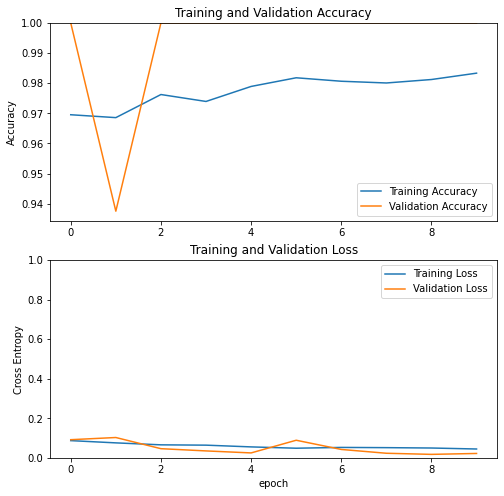 Training and Validation Accuracy
1.00
0.99
0.98
0.97
0.96
0.95
0.94
Accuracy
Training Accuracy
Validation Accuracy
0 2 4 6 8
Training and Validation Loss
1.0
0.8
0.6
0.4
0.2
0.0
Cross Entropy
Training Loss
Validation Loss
0 2 4 6 8
epoch